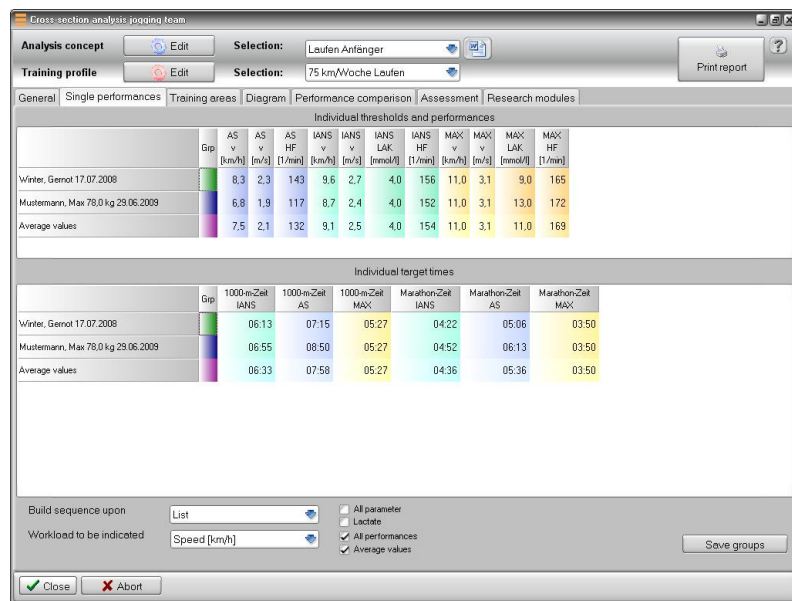 Cross-section analysis jogging team
Analysis concept Edit Selection: Laufen Anfänger
Training profile Edit Selection: 75 km/Woche Laufen
Print report
?
General Single performances Training areas Diagram Performance comparison Assessment Research modules
Individual thresholds and performances
AS AS AS IANS IANS IANS IANS MAX MAX MAX MAX
Grp v v HF v v LAK HF v v LAK HF
[km/h] [m/s] [1/min] [km/h] [m/s] [mmol/l] [1/min] [km/h] [m/s] [mmol/l] [1/min]
Winter, Gernot 17.07.2008 8,3 2,3 143 9,6 2,7 4,0 156 11,0 3,1 9,0 165
Mustermann, Max 78,0 kg 29.06.2009 6,8 1,9 117 8,7 2,4 4,0 152 11,0 3,1 13,0 172
Average values 7,5 2,1 132 9,1 2,5 4,0 154 11,0 3,1 11,0 169
Individual target times
Grp 1000-m-Zeit 1000-m-Zeit 1000-m-Zeit Marathon-Zeit Marathon-Zeit Marathon-Zeit
IANS AS MAX IANS AS MAX
Winter, Gernot 17.07.2008 06:13 07:15 05:27 04:22 05:06 03:50
Mustermann, Max 78,0 kg 29.06.2009 06:55 08:50 05:27 04:52 06:13 03:50
Average values 06:33 07:58 05:27 04:36 05:36 03:50
Build sequence upon List
Workload to be indicated Speed [km/h]
All parameter
Lactate
All performances
Average values
Save groups
Close Abort